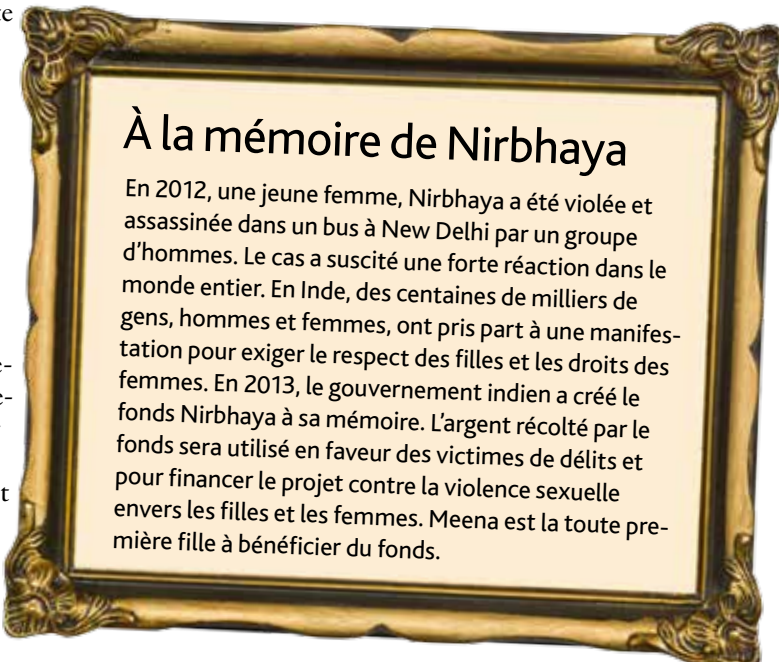 te
À la mémoire de Nirbhaya
En 2012, une jeune femme, Nirbhaya a été violée et
assassinée dans un bus à New Delhi par un groupe
d’hommes. Le cas a suscité une forte réaction dans le
monde entier. En Inde, des centaines de milliers de
gens, hommes et femmes, ont pris part à une manifes-
tation pour exiger le respect des filles et les droits des
femmes. En 2013, le gouvernement indien a créé le
fonds Nirbhaya à sa mémoire. L’argent récolté par le
fonds sera utilisé en faveur des victimes de délits et
pour financer le projet contre la violence sexuelle
envers les filles et les femmes. Meena est la toute pre-
mière fille à bénéficier du fonds.
e-
e-
t